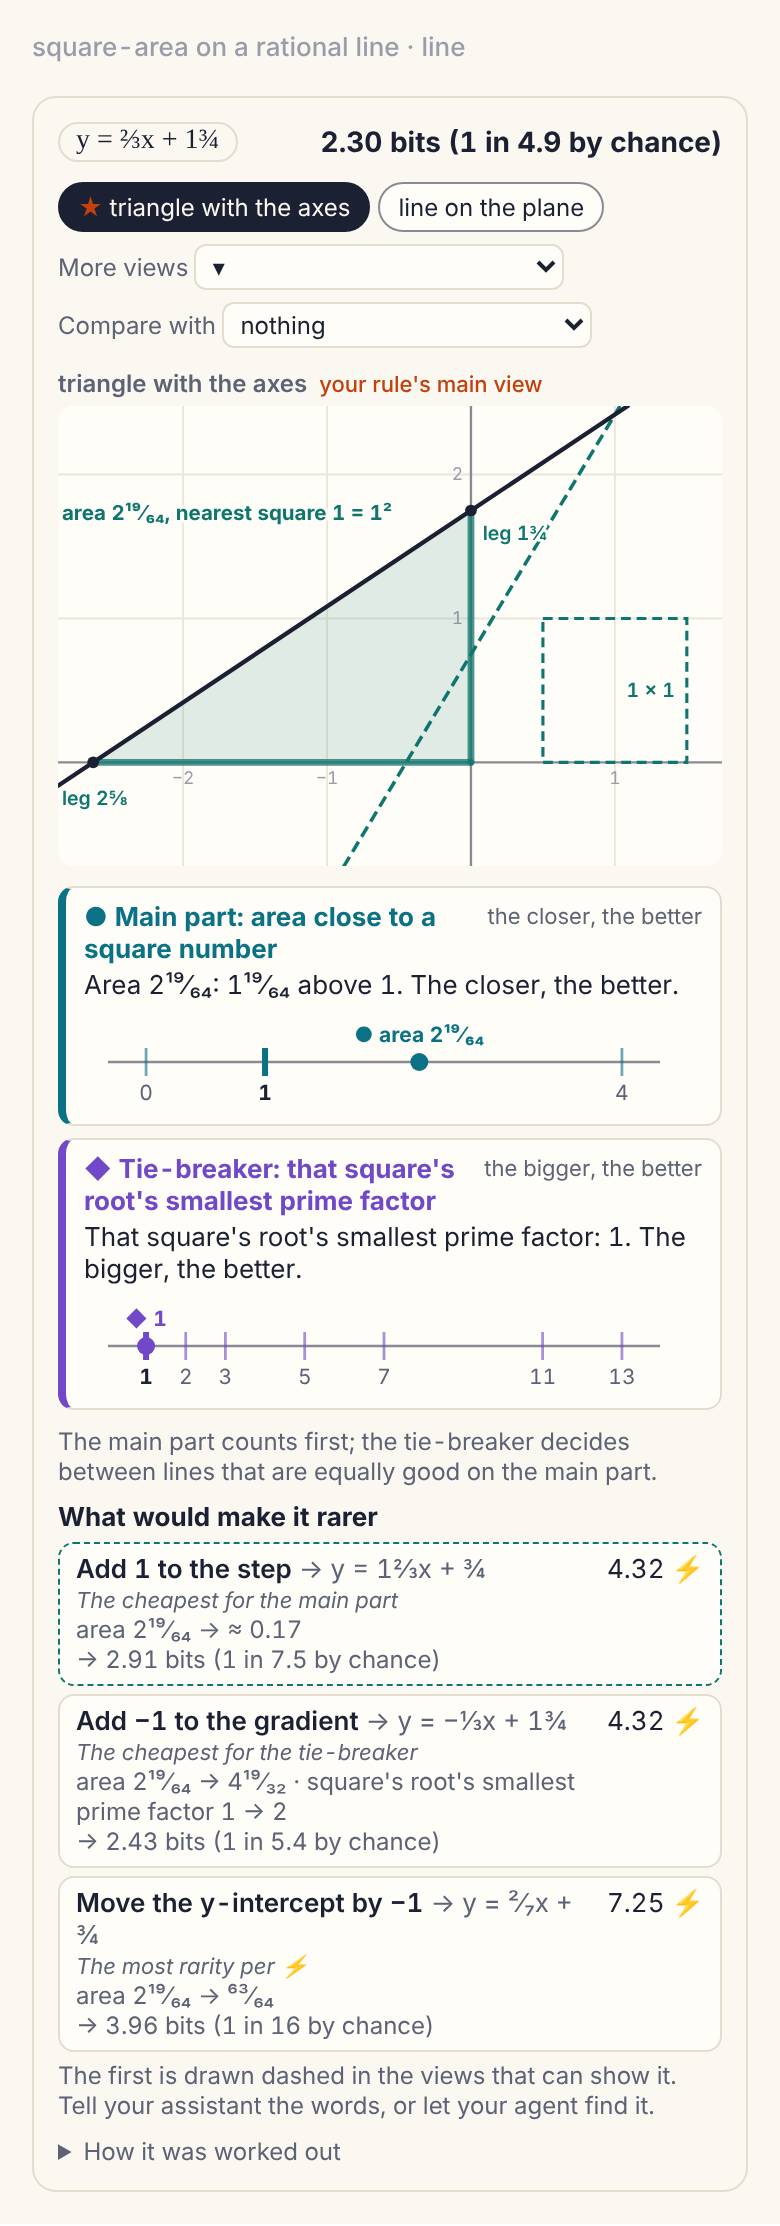 square-area on a rational line · line
y = ⅔x + 1¾
2.30 bits (1 in 4.9 by chance)
★ triangle with the axes
line on the plane
More views ▾
Compare with nothing
triangle with the axes your rule's main view
2
area 2¹⁹⁄₆₄, nearest square 1 = 1²
leg 1¾
1
1 × 1
−2
−1
1
leg 2⅝
● Main part: area close to a square number
the closer, the better
Area 2¹⁹⁄₆₄: 1¹⁹⁄₆₄ above 1. The closer, the better.
● area 2¹⁹⁄₆₄
0 1 4
◆ Tie-breaker: that square's root's smallest prime factor
the bigger, the better
That square's root's smallest prime factor: 1. The
bigger, the better.
◆ 1
1 2 3 5 7 11 13
The main part counts first; the tie-breaker decides
between lines that are equally good on the main part.
What would make it rarer
Add 1 to the step → y = 1⅔x + ¾ 4.32 ⚡
The cheapest for the main part
area 2¹⁹⁄₆₄ → ≈ 0.17
→ 2.91 bits (1 in 7.5 by chance)
Add −1 to the gradient → y = −⅓x + 1¾ 4.32 ⚡
The cheapest for the tie-breaker
area 2¹⁹⁄₆₄ → 4¹⁹⁄₃₂ · square's root's smallest
prime factor 1 → 2
→ 2.43 bits (1 in 5.4 by chance)
Move the y-intercept by −1 → y = ²⁄₇x + 7.25 ⚡
¾
The most rarity per ⚡
area 2¹⁹⁄₆₄ → ⁶³⁄₆₄
→ 3.96 bits (1 in 16 by chance)
The first is drawn dashed in the views that can show it.
Tell your assistant the words, or let your agent find it.
▶ How it was worked out